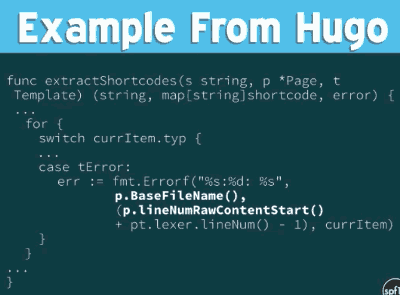 Example From Hugo
func extractShortcodes(s string, p *Page, t
Template) (string, map[string]shortcode, error) {
...
for {
switch currItem.typ {
...
case tError:
err := fmt.Errorf("%s:%d: %s",
p.BaseFileName(),
(p.lineNumRawContentStart()
+ pt.lexer.lineNum() - 1), currItem)
}
}
...
}